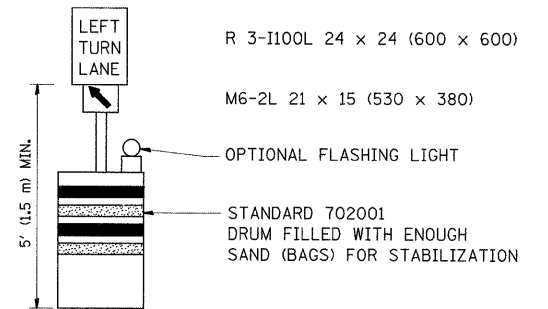 LEFT
TURN
LANE
R 3-I100L 24 x 24 (600 x 600)
M6-2L 21 x 15 (530 x 380)
OPTIONAL FLASHING LIGHT
5' (1.5 m) MIN.
STANDARD 702001
DRUM FILLED WITH ENOUGH
SAND (BAGS) FOR STABILIZATION